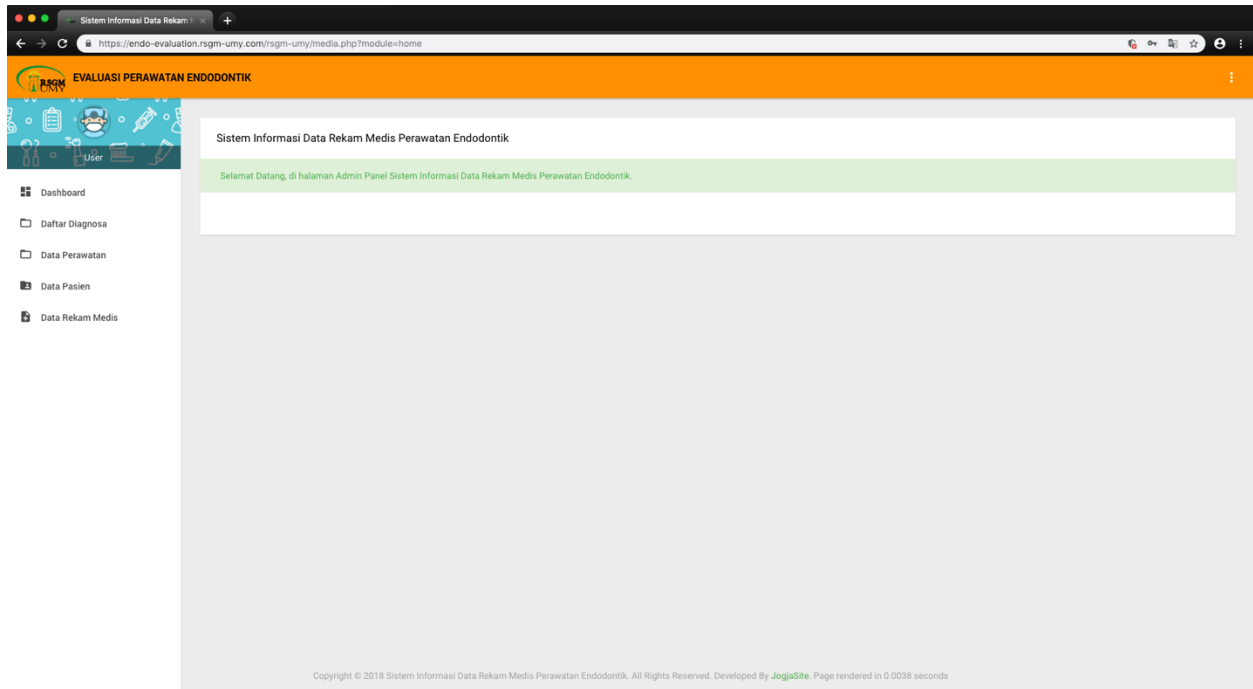 Sistem Informasi Data Rekam M
https://endo-evaluation.rsgm-umy.com/rsgm-umy/media.php?module=home
RSGM
UMY
EVALUASI PERAWATAN ENDODONTIK
User
Sistem Informasi Data Rekam Medis Perawatan Endodontik
Selamat Datang, di halaman Admin Panel Sistem Informasi Data Rekam Medis Perawatan Endodontik.
Dashboard
Daftar Diagnosa
Data Perawatan
Data Pasien
Data Rekam Medis
Copyright © 2018 Sistem Informasi Data Rekam Medis Perawatan Endodontik. All Rights Reserved. Developed By JogjaSite. Page rendered in 0.0038 seconds